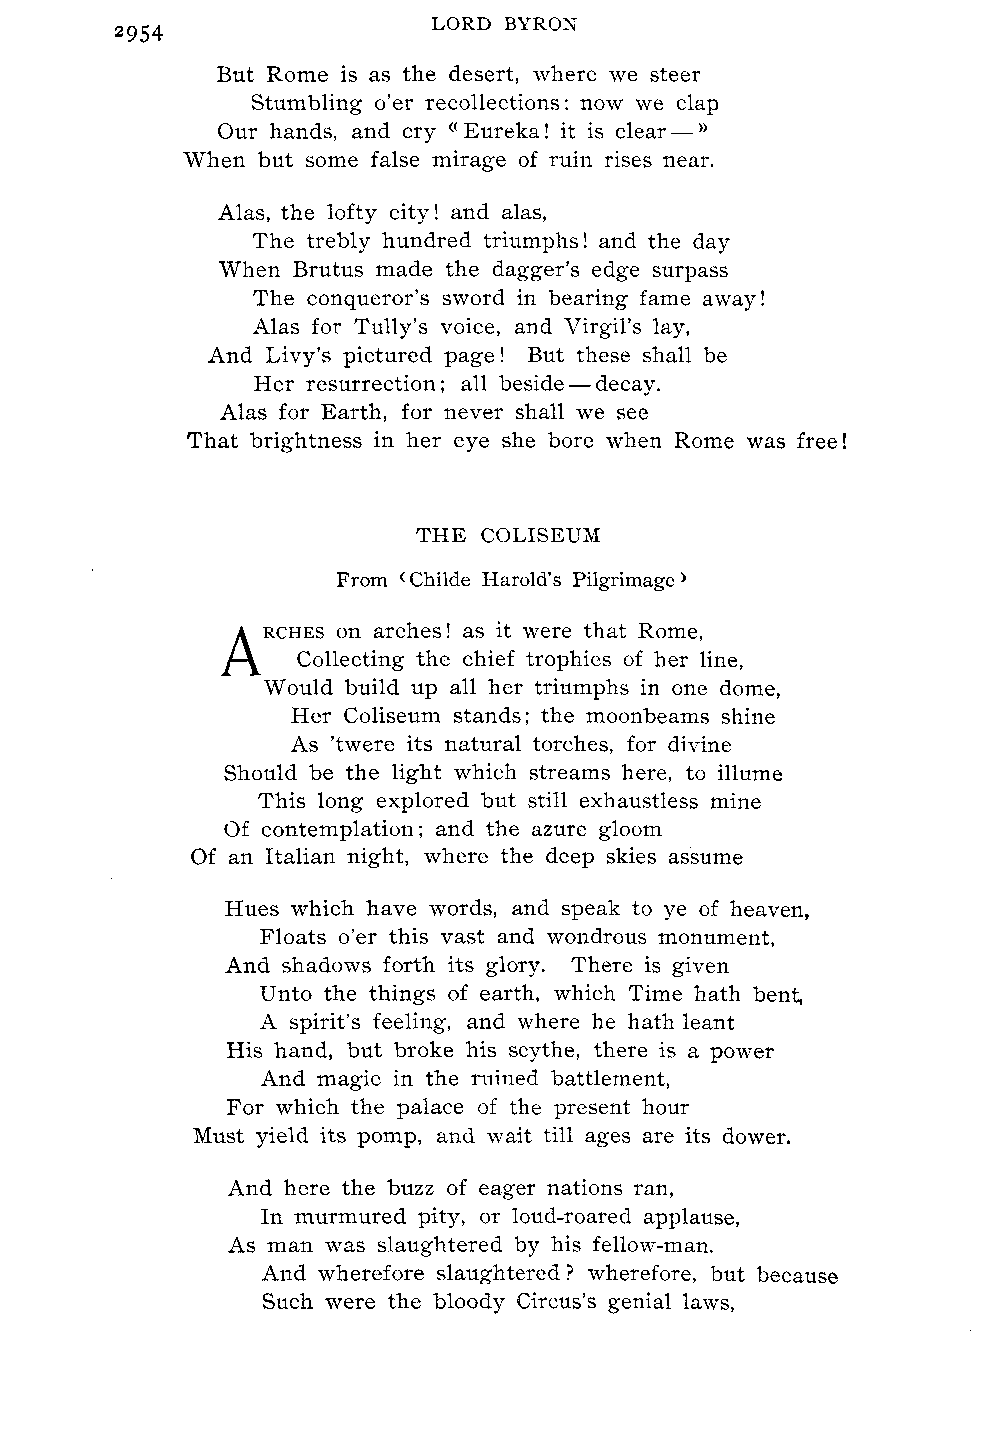 2954
LORD BYRON
But Rome is as the desert, where we steer
Stumbling o'er recollections: now we clap
Our hands, and cry «Eureka! it is clear—»
When but some false mirage of ruin rises near.
Alas, the lofty city! and alas,
The trebly hundred triumphs! and the day
When Brutus made the dagger's edge surpass
The conqueror's sword in bearing fame away!
Alas for Tully's voice, and Virgil's lay,
And Livy's pictured page! But these shall be
Her resurrection; all beside—decay.
Alas for Earth, for never shall we see
That brightness in her eye she bore when Rome was free!
THE COLISEUM
From ‹Childe Harold's Pilgrimage›
ARCHES on arches! as it were that Rome,
Collecting the chief trophies of her line,
Would build up all her triumphs in one dome,
Her Coliseum stands; the moonbeams shine
As 'twere its natural torches, for divine
Should be the light which streams here, to illume
This long explored but still exhaustless mine
Of contemplation; and the azure gloom
Of an Italian night, where the deep skies assume
Hues which have words, and speak to ye of heaven,
Floats o'er this vast and wondrous monument,
And shadows forth its glory. There is given
Unto the things of earth, which Time hath bent,
A spirit's feeling, and where he hath leant
His hand, but broke his scythe, there is a power
And magic in the ruined battlement,
For which the palace of the present hour
Must yield its pomp, and wait till ages are its dower.
And here the buzz of eager nations ran,
In murmured pity, or loud-roared applause,
As man was slaughtered by his fellow-man.
And wherefore slaughtered? wherefore, but because
Such were the bloody Circus's genial laws,